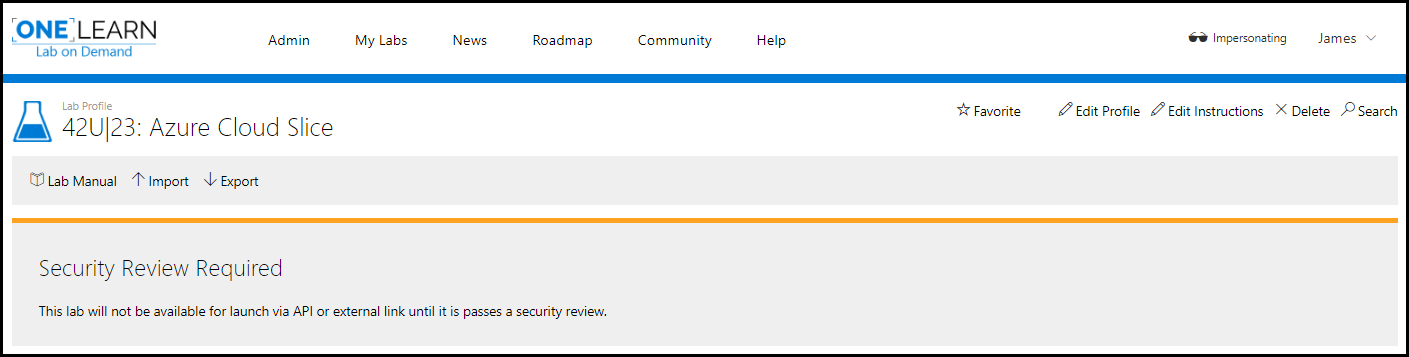 ONE LEARN
Lab on Demand
Admin My Labs News Roadmap Community Help
Impersonating James
Lab Profile
42U|23: Azure Cloud Slice
Favorite Edit Profile Edit Instructions Delete Search
Lab Manual Import Export
Security Review Required
This lab will not be available for launch via API or external link until it is passes a security review.